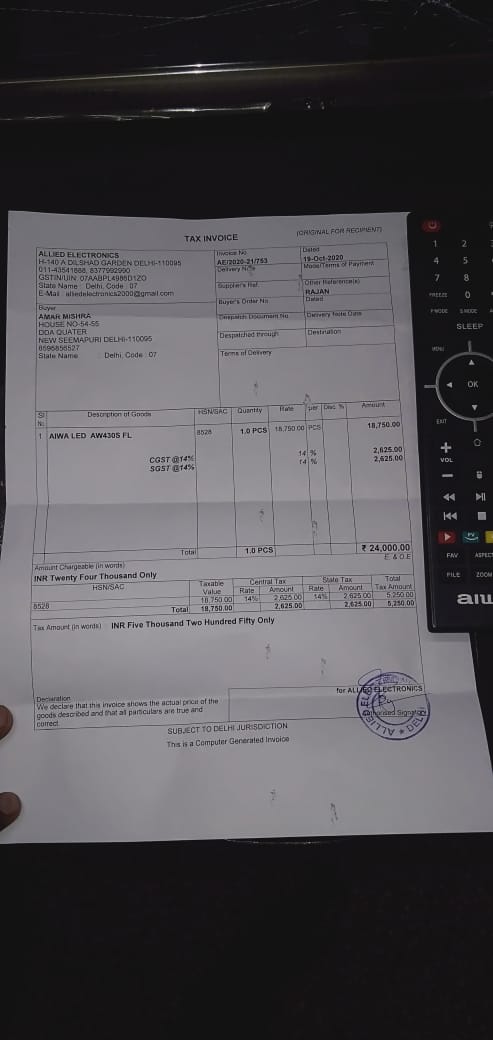 TAX INVOICE
(ORIGINAL FOR RECIPIENT)
ALLIED ELECTRONICS
H-140 A DILSHAD GARDEN DELHI-110095
011-43541888, 8377992990
GSTIN/UIN: 07AABPL4986D1ZO
State Name : Delhi, Code : 07
E-Mail : alliedelectronics2000@gmail.com
Invoice No.
AE/2020-21/753
Dated
19-Oct-2020
Delivery Note
Mode/Terms of Payment
Supplier's Ref.
Other Reference(s)
RAJAN
Buyer
AMAR MISHRA
HOUSE NO-54-55
DDA QUATER
NEW SEEMAPURI DELHI-110095
8596856527
State Name : Delhi, Code : 07
Buyer's Order No.
Dated
Despatch Document No.
Delivery Note Date
Despatched through
Destination
Terms of Delivery
Sl No. Description of Goods HSN/SAC Quantity Rate per Disc. % Amount
1 AIWA LED AW430S FL 8528 1.0 PCS 18,750.00 PCS 18,750.00
CGST @14% 14 % 2,625.00
SGST @14% 14 % 2,625.00
Total 1.0 PCS ₹ 24,000.00
Amount Chargeable (in words) E & O.E
INR Twenty Four Thousand Only
HSN/SAC Taxable Value Central Tax State Tax Total Tax Amount
Rate Amount Rate Amount
8528 18,750.00 14% 2,625.00 14% 2,625.00 5,250.00
Total 18,750.00 2,625.00 2,625.00 5,250.00
Tax Amount (in words) : INR Five Thousand Two Hundred Fifty Only
Declaration
We declare that this invoice shows the actual price of the
goods described and that all particulars are true and
correct.
for ALLIED ELECTRONICS
Authorised Signatory
ALLIED ELE
DELHI
SUBJECT TO DELHI JURISDICTION
This is a Computer Generated Invoice
1 2
4 5
7 8
FREEZE 0
P.MODE S.MODE
SLEEP
MENU
OK
EXIT
VOL
FAV ASPECT
FILE ZOOM
aiw